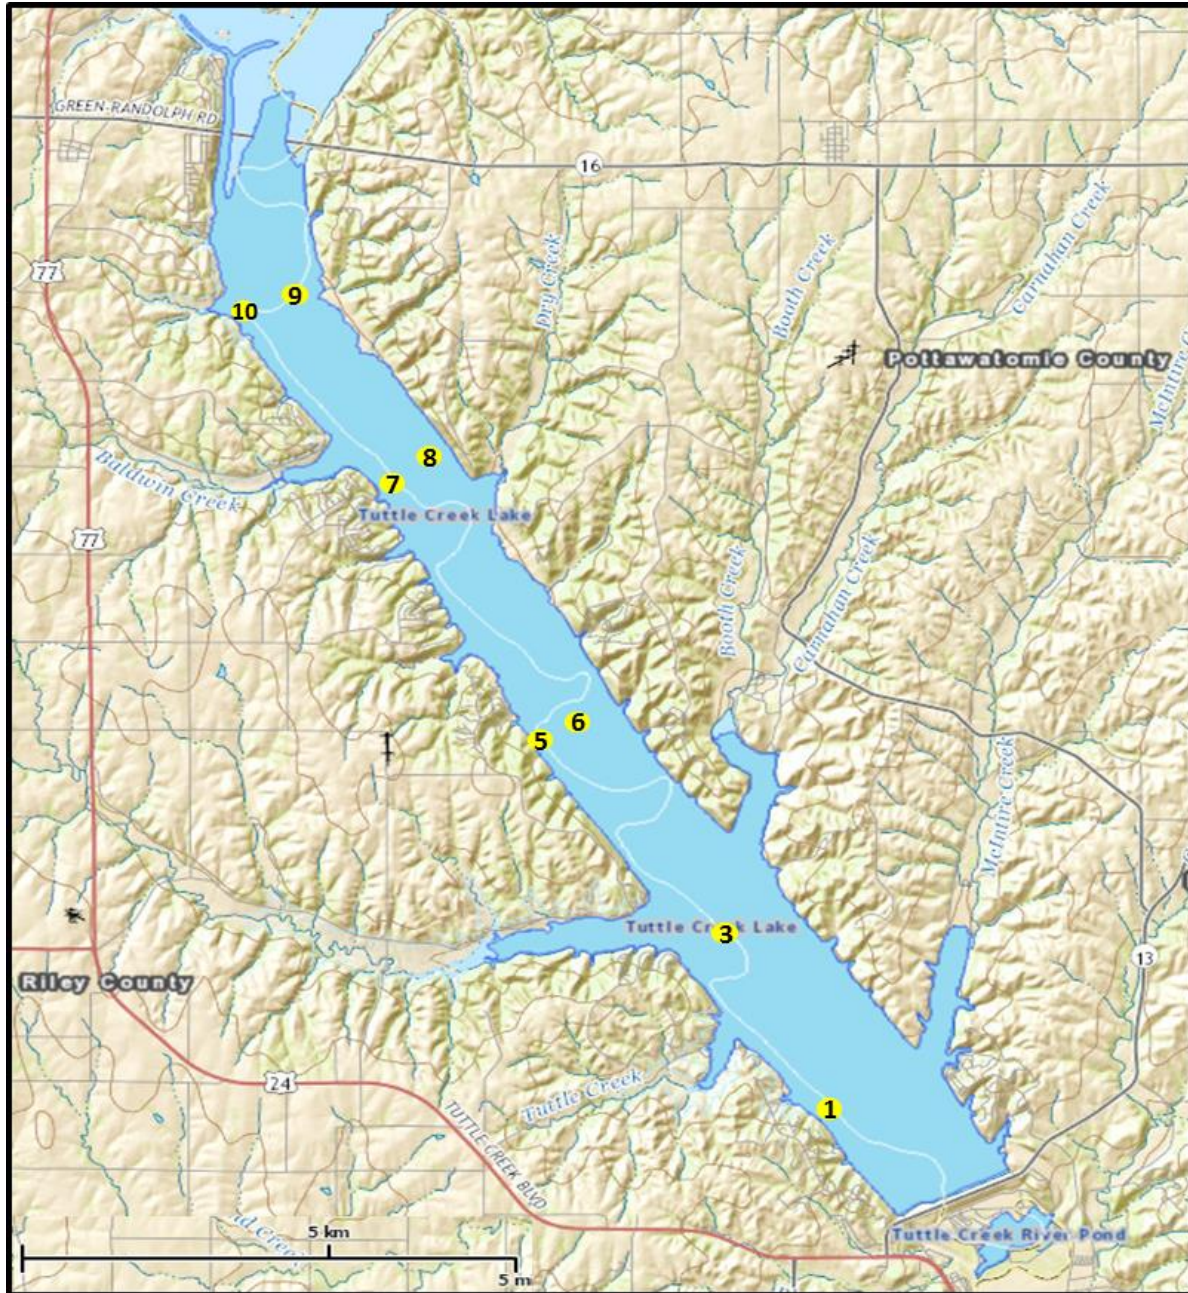 GREEN-RANDOLPH RD
16
Carnahan Creek
77
Dry Creek
Booth Creek
9
10
Pottawatomie County
McIntire C
8
Baldwin Creek
7
Tuttle Creek Lake
77
Booth Creek
Carnahan Creek
6
5
McIntire Creek
Tuttle Creek Lake
3
13
Riley County
24
Tuttle Creek
TUTTLE CREEK BLVD
1
5 km
Tuttle Creek River Pond
5 m